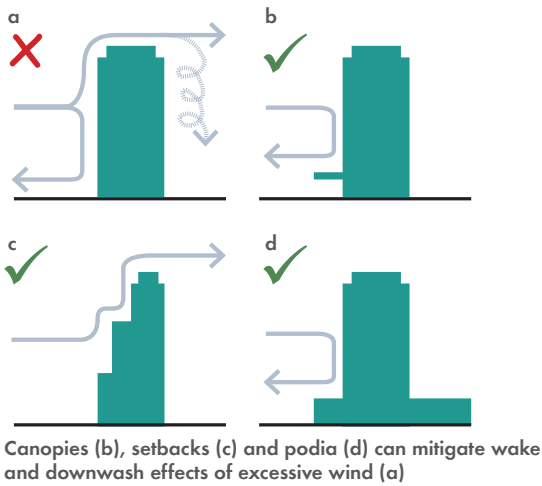 a
b
c
d
Canopies (b), setbacks (c) and podia (d) can mitigate wake
and downwash effects of excessive wind (a)